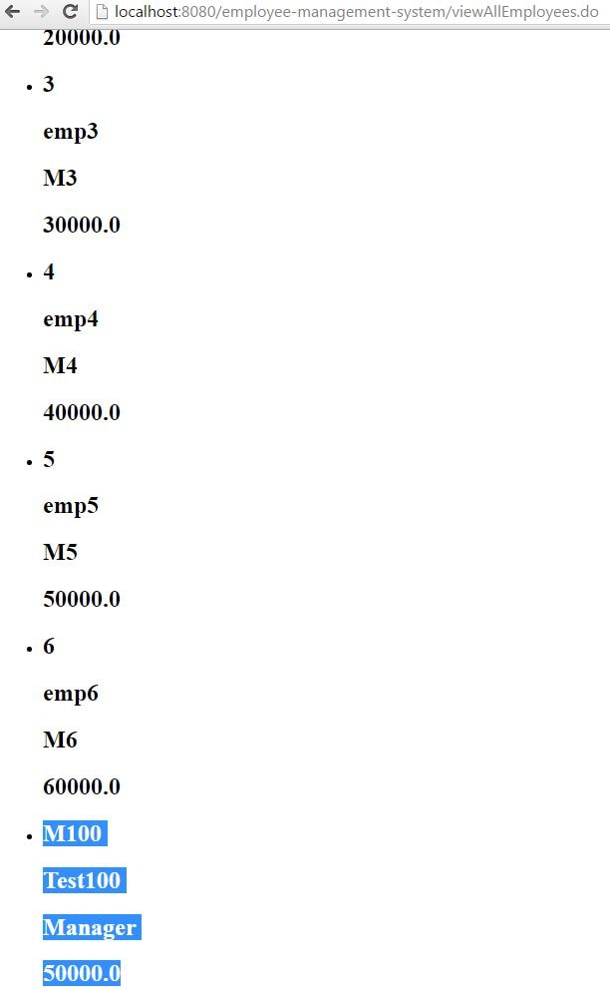 localhost:8080/employee-management-system/viewAllEmployees.do
20000.0
3
emp3
M3
30000.0
4
emp4
M4
40000.0
5
emp5
M5
50000.0
6
emp6
M6
60000.0
M100
Test100
Manager
50000.0